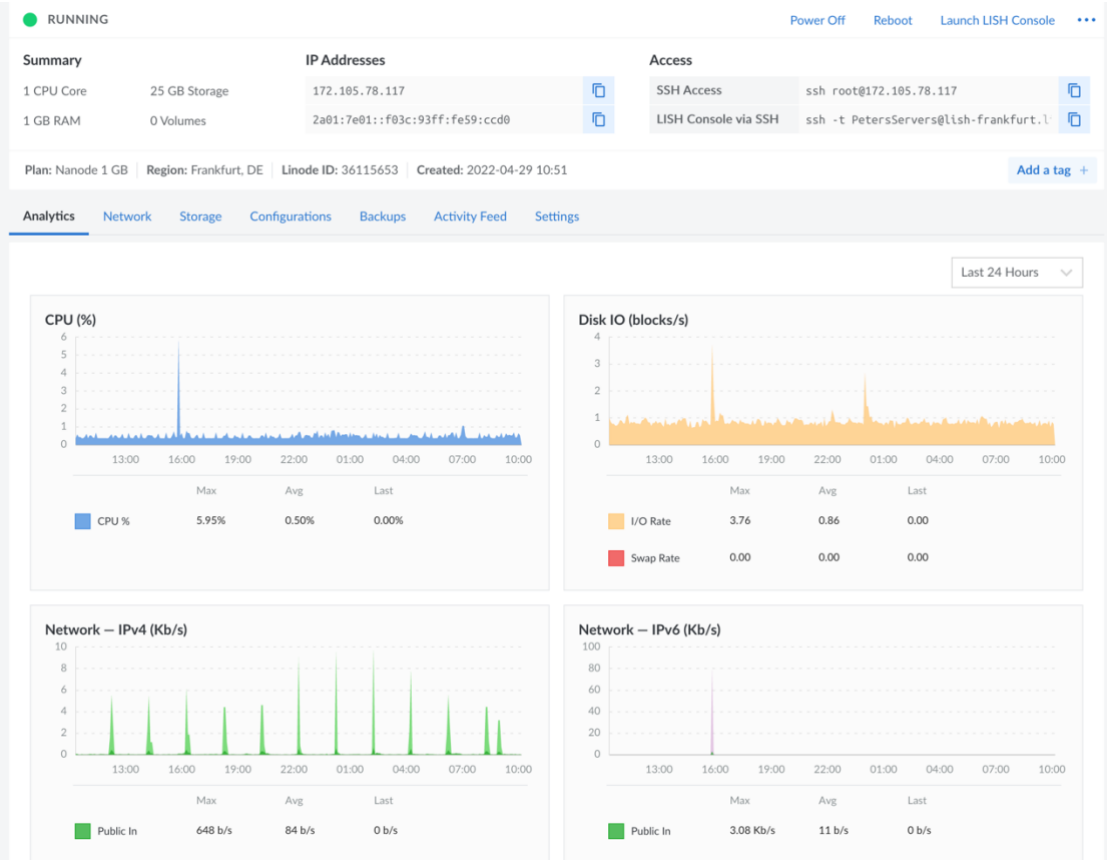 RUNNING Power Off Reboot Launch LISH Console
Summary IP Addresses Access
1 CPU Core 25 GB Storage 172.105.78.117 SSH Access ssh root@172.105.78.117
1 GB RAM 0 Volumes 2a01:7e01::f03c:93ff:fe59:ccd0 LISH Console via SSH ssh -t PetersServers@lish-frankfurt.l
Plan: Nanode 1 GB Region: Frankfurt, DE Linode ID: 36115653 Created: 2022-04-29 10:51 Add a tag +
Analytics Network Storage Configurations Backups Activity Feed Settings
Last 24 Hours
CPU (%)
6
5
4
3
2
1
0
13:00 16:00 19:00 22:00 01:00 04:00 07:00 10:00
Max Avg Last
CPU % 5.95% 0.50% 0.00%
Disk IO (blocks/s)
4
3
2
1
0
13:00 16:00 19:00 22:00 01:00 04:00 07:00 10:00
Max Avg Last
I/O Rate 3.76 0.86 0.00
Swap Rate 0.00 0.00 0.00
Network — IPv4 (Kb/s)
10
8
6
4
2
0
13:00 16:00 19:00 22:00 01:00 04:00 07:00 10:00
Max Avg Last
Public In 648 b/s 84 b/s 0 b/s
Network — IPv6 (Kb/s)
100
80
60
40
20
0
13:00 16:00 19:00 22:00 01:00 04:00 07:00 10:00
Max Avg Last
Public In 3.08 Kb/s 11 b/s 0 b/s